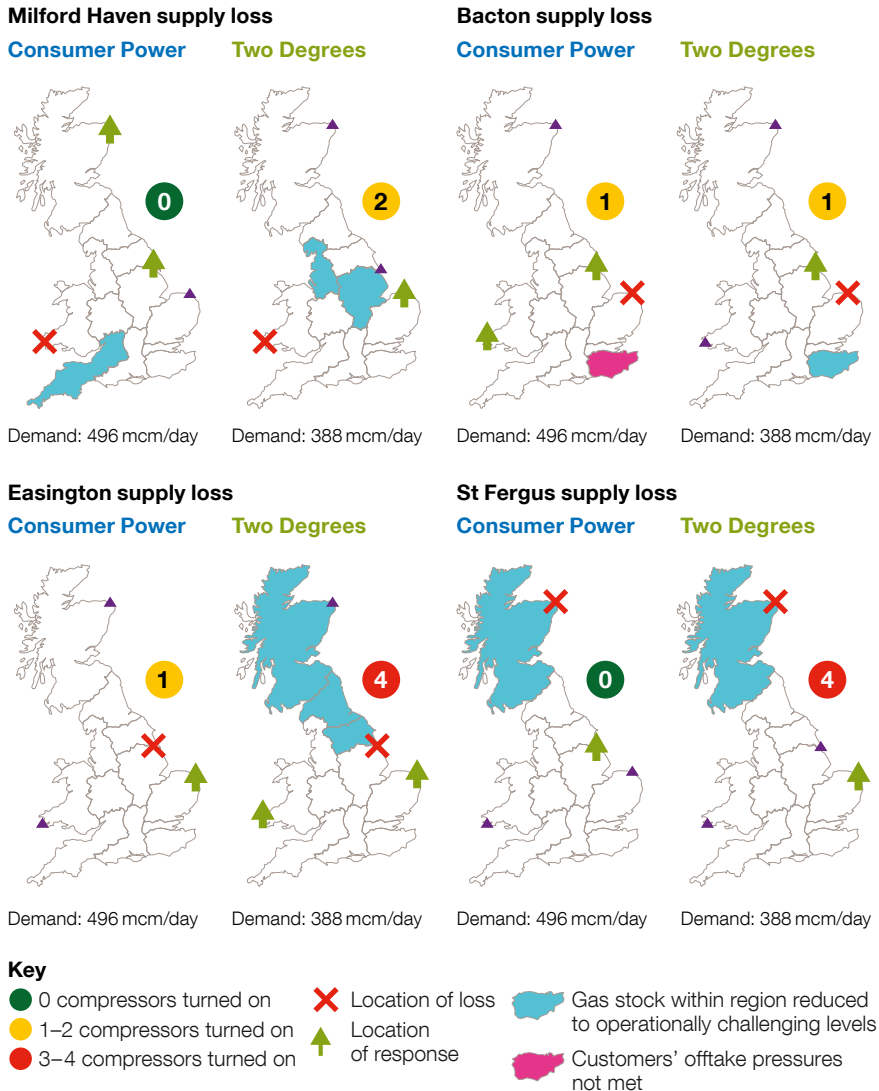 Milford Haven supply loss
Consumer Power
Two Degrees
0
2
Demand: 496 mcm/day
Demand: 388 mcm/day
Bacton supply loss
Consumer Power
Two Degrees
1
1
Demand: 496 mcm/day
Demand: 388 mcm/day
Easington supply loss
Consumer Power
Two Degrees
1
4
Demand: 496 mcm/day
Demand: 388 mcm/day
St Fergus supply loss
Consumer Power
Two Degrees
0
4
Demand: 496 mcm/day
Demand: 388 mcm/day
Key
0 compressors turned on
1–2 compressors turned on
3–4 compressors turned on
Location of loss
Location
of response
Gas stock within region reduced
to operationally challenging levels
Customers’ offtake pressures
not met